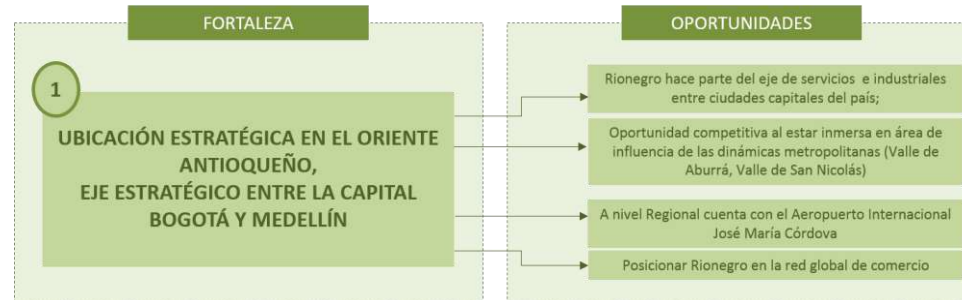 FORTALEZA
1
UBICACIÓN ESTRATÉGICA EN EL ORIENTE
ANTIOQUEÑO,
EJE ESTRATÉGICO ENTRE LA CAPITAL
BOGOTÁ Y MEDELLÍN
OPORTUNIDADES
Rionegro hace parte del eje de servicios e industriales
entre ciudades capitales del país;
Oportunidad competitiva al estar inmersa en área de
influencia de las dinámicas metropolitanas (Valle de
Aburrá, Valle de San Nicolás)
A nivel Regional cuenta con el Aeropuerto Internacional
José María Córdova
Posicionar Rionegro en la red global de comercio